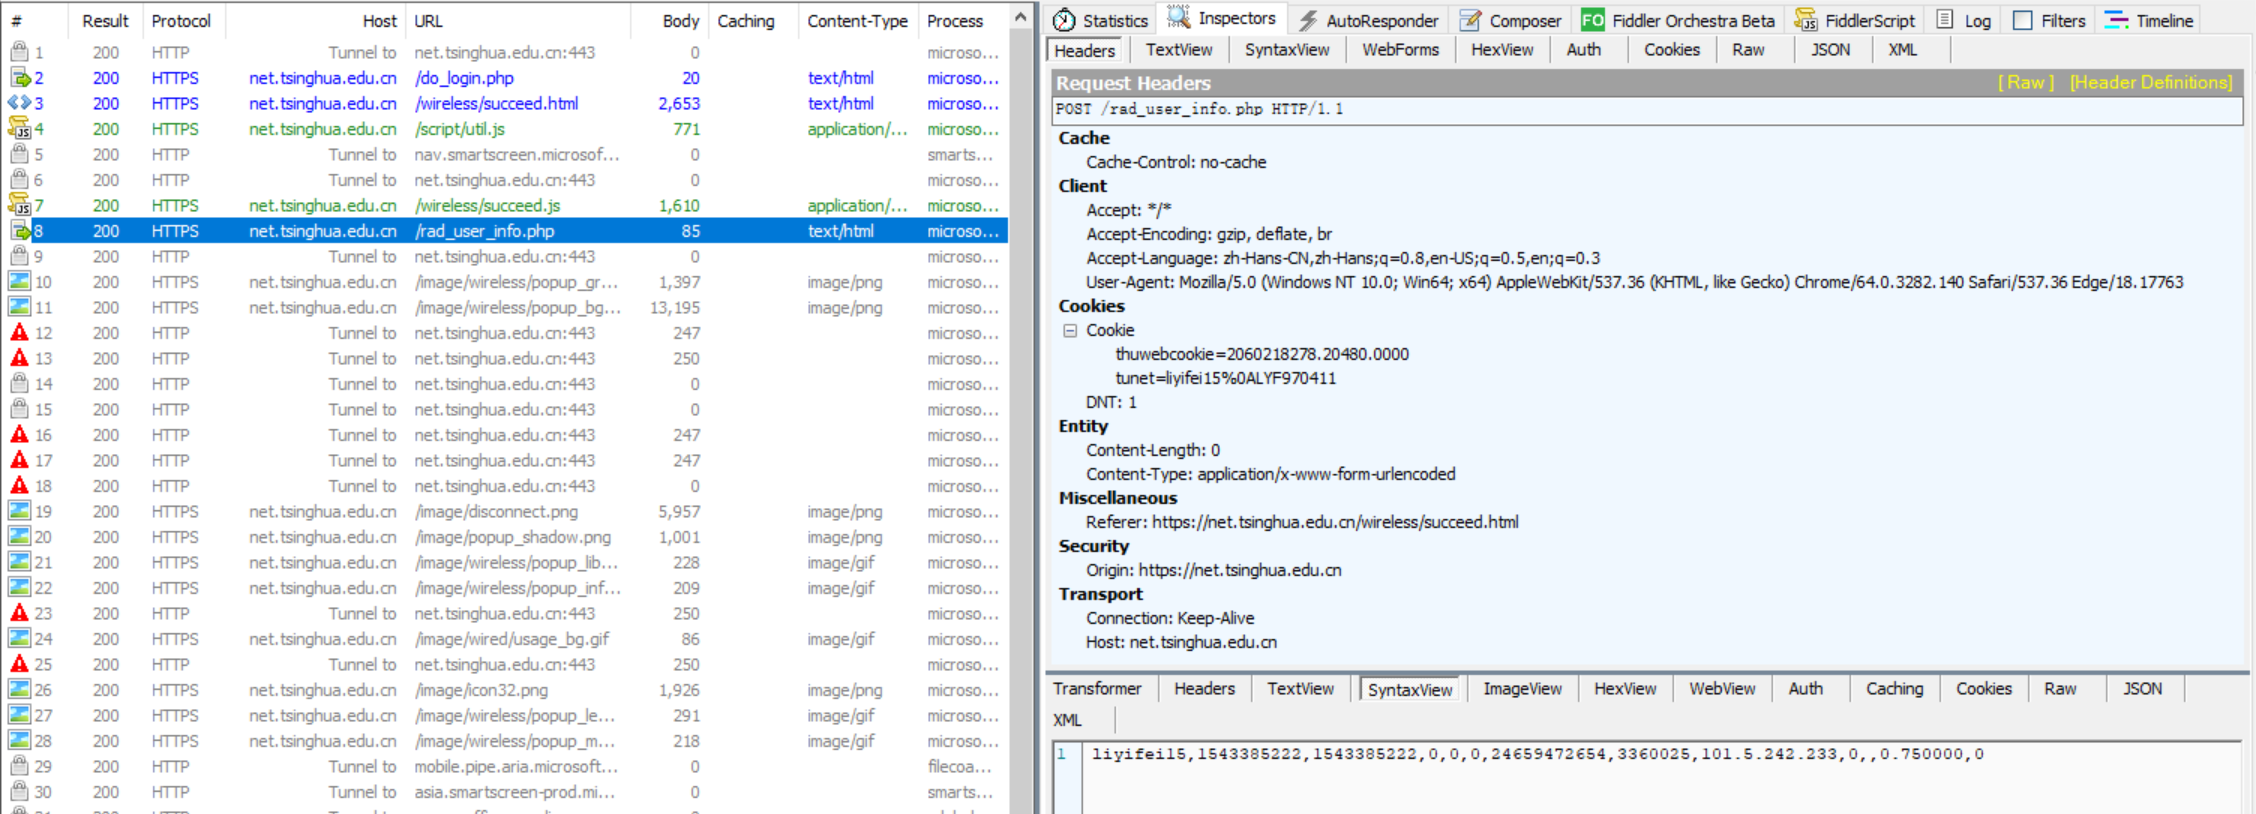 # Result Protocol Host URL Body Caching Content-Type Process
1 200 HTTP Tunnel to net.tsinghua.edu.cn:443 0 microso...
2 200 HTTPS net.tsinghua.edu.cn /do_login.php 20 text/html microso...
3 200 HTTPS net.tsinghua.edu.cn /wireless/succeed.html 2,653 text/html microso...
4 200 HTTPS net.tsinghua.edu.cn /script/util.js 771 application/... microso...
5 200 HTTP Tunnel to nav.smartscreen.microsof... 0 smarts...
6 200 HTTP Tunnel to net.tsinghua.edu.cn:443 0 microso...
7 200 HTTPS net.tsinghua.edu.cn /wireless/succeed.js 1,610 application/... microso...
8 200 HTTPS net.tsinghua.edu.cn /rad_user_info.php 85 text/html microso...
9 200 HTTP Tunnel to net.tsinghua.edu.cn:443 0 microso...
10 200 HTTPS net.tsinghua.edu.cn /image/wireless/popup_gr... 1,397 image/png microso...
11 200 HTTPS net.tsinghua.edu.cn /image/wireless/popup_bg... 13,195 image/png microso...
12 200 HTTP Tunnel to net.tsinghua.edu.cn:443 247 microso...
13 200 HTTP Tunnel to net.tsinghua.edu.cn:443 250 microso...
14 200 HTTP Tunnel to net.tsinghua.edu.cn:443 0 microso...
15 200 HTTP Tunnel to net.tsinghua.edu.cn:443 0 microso...
16 200 HTTP Tunnel to net.tsinghua.edu.cn:443 247 microso...
17 200 HTTP Tunnel to net.tsinghua.edu.cn:443 247 microso...
18 200 HTTP Tunnel to net.tsinghua.edu.cn:443 0 microso...
19 200 HTTPS net.tsinghua.edu.cn /image/disconnect.png 5,957 image/png microso...
20 200 HTTPS net.tsinghua.edu.cn /image/popup_shadow.png 1,001 image/png microso...
21 200 HTTPS net.tsinghua.edu.cn /image/wireless/popup_lib... 228 image/gif microso...
22 200 HTTPS net.tsinghua.edu.cn /image/wireless/popup_inf... 209 image/gif microso...
23 200 HTTP Tunnel to net.tsinghua.edu.cn:443 250 microso...
24 200 HTTPS net.tsinghua.edu.cn /image/wired/usage_bg.gif 86 image/gif microso...
25 200 HTTP Tunnel to net.tsinghua.edu.cn:443 250 microso...
26 200 HTTPS net.tsinghua.edu.cn /image/icon32.png 1,926 image/png microso...
27 200 HTTPS net.tsinghua.edu.cn /image/wireless/popup_le... 291 image/gif microso...
28 200 HTTPS net.tsinghua.edu.cn /image/wireless/popup_m... 218 image/gif microso...
29 200 HTTP Tunnel to mobile.pipe.aria.microsoft... 0 filecoa...
30 200 HTTP Tunnel to asia.smartscreen-prod.mi... 0 smarts...
Statistics Inspectors AutoResponder Composer FO Fiddler Orchestra Beta JS FiddlerScript Log Filters Timeline
Headers TextView SyntaxView WebForms HexView Auth Cookies Raw JSON XML
Request Headers [ Raw ] [Header Definitions]
POST /rad_user_info.php HTTP/1.1
Cache
Cache-Control: no-cache
Client
Accept: */*
Accept-Encoding: gzip, deflate, br
Accept-Language: zh-Hans-CN,zh-Hans;q=0.8,en-US;q=0.5,en;q=0.3
User-Agent: Mozilla/5.0 (Windows NT 10.0; Win64; x64) AppleWebKit/537.36 (KHTML, like Gecko) Chrome/64.0.3282.140 Safari/537.36 Edge/18.17763
Cookies
Cookie
thuwebcookie=2060218278.20480.0000
tunet=liyifei15%0ALYF970411
DNT: 1
Entity
Content-Length: 0
Content-Type: application/x-www-form-urlencoded
Miscellaneous
Referer: https://net.tsinghua.edu.cn/wireless/succeed.html
Security
Origin: https://net.tsinghua.edu.cn
Transport
Connection: Keep-Alive
Host: net.tsinghua.edu.cn
Transformer Headers TextView SyntaxView ImageView HexView WebView Auth Caching Cookies Raw JSON
XML
1 liyifei15,1543385222,1543385222,0,0,0,24659472654,3360025,101.5.242.233,0,,0.750000,0